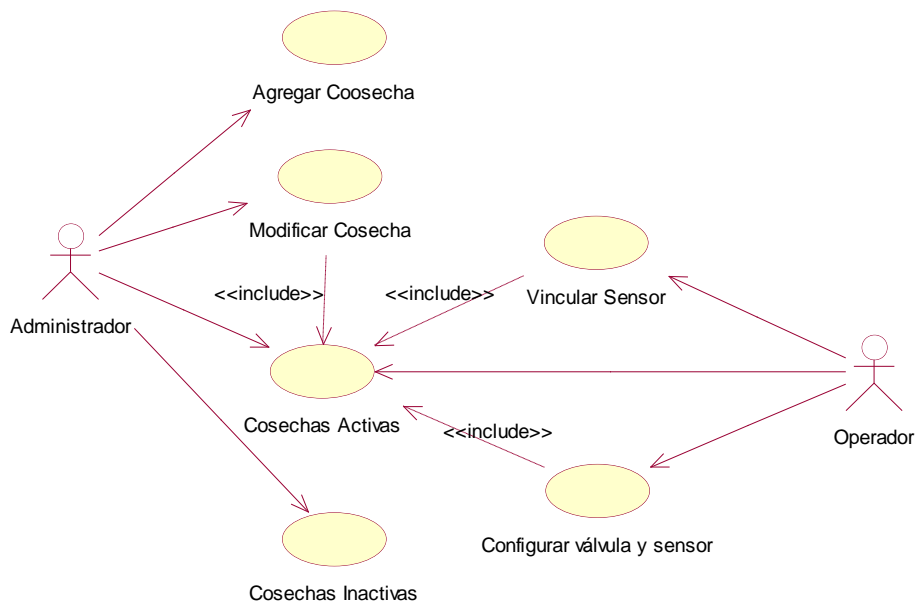 Agregar Coosecha
Modificar Cosecha
<<include>>
<<include>>
Vincular Sensor
Administrador
Cosechas Activas
<<include>>
Operador
Configurar válvula y sensor
Cosechas Inactivas